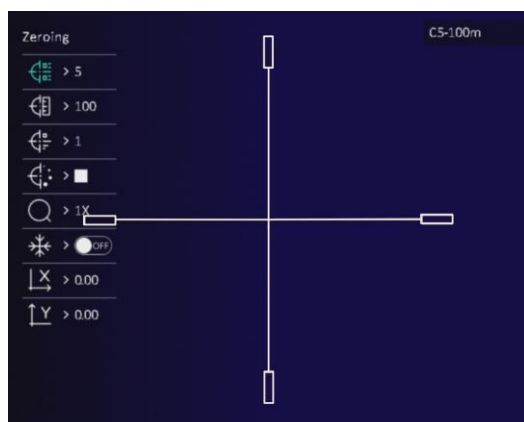 Zeroing
C5-100m
> 5
> 100
> 1
>
> 1X
> OFF
X > 0.00
Y > 0.00